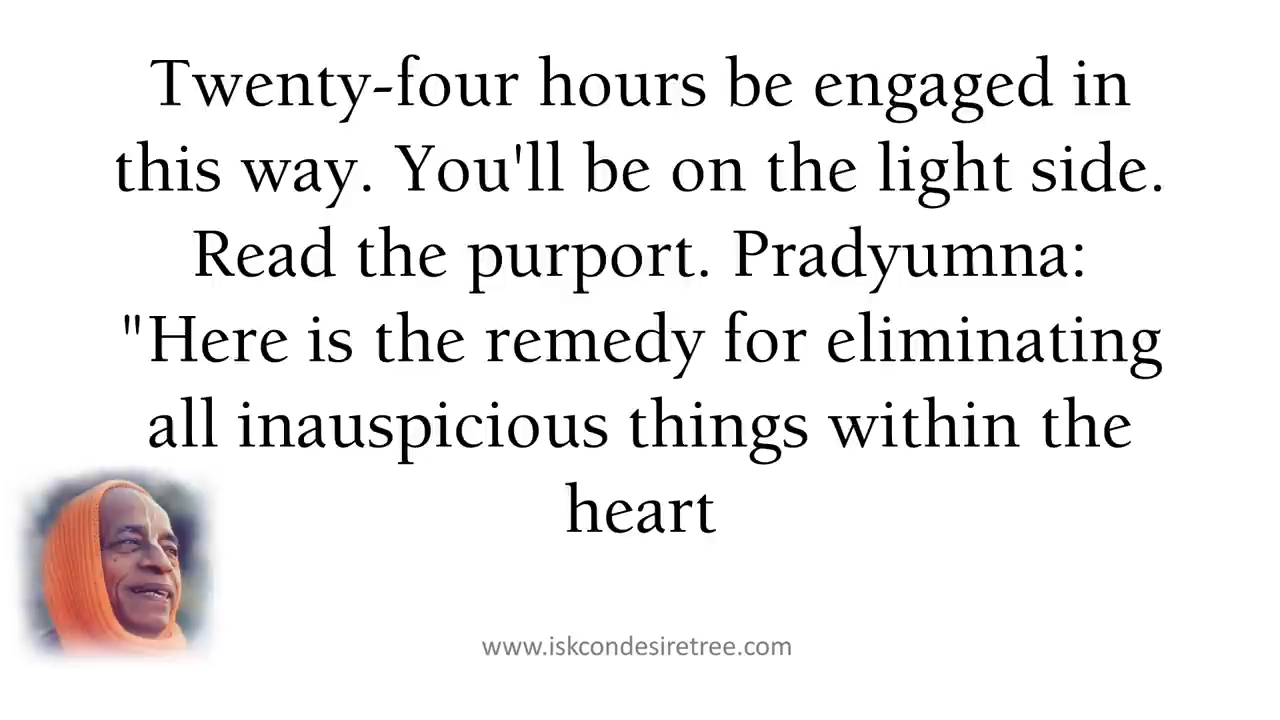 Twenty-four hours be engaged in
this way. You'll be on the light side.
Read the purport. Pradyumna:
"Here is the remedy for eliminating
all inauspicious things within the
heart
www.iskcondesiretree.com